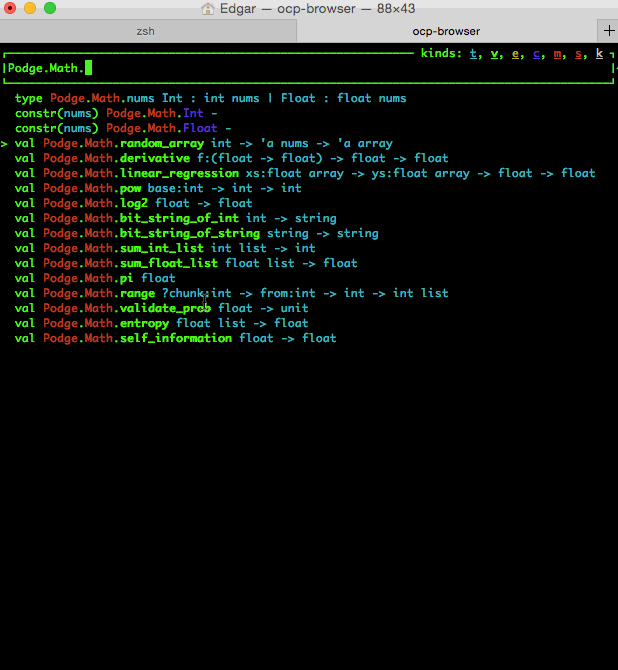 Edgar — ocp-browser — 88×43
zsh
ocp-browser
+
kinds: t, v, e, c, m, s, k
Podge.Math.
type Podge.Math.nums Int : int nums | Float : float nums
constr(nums) Podge.Math.Int -
constr(nums) Podge.Math.Float -
> val Podge.Math.random_array int -> 'a nums -> 'a array
val Podge.Math.derivative f:(float -> float) -> float -> float
val Podge.Math.linear_regression xs:float array -> ys:float array -> float -> float
val Podge.Math.pow base:int -> int -> int
val Podge.Math.log2 float -> float
val Podge.Math.bit_string_of_int int -> string
val Podge.Math.bit_string_of_string string -> string
val Podge.Math.sum_int_list int list -> int
val Podge.Math.sum_float_list float list -> float
val Podge.Math.pi float
val Podge.Math.range ?chunk:int -> from:int -> int -> int list
val Podge.Math.validate_prob float -> unit
val Podge.Math.entropy float list -> float
val Podge.Math.self_information float -> float